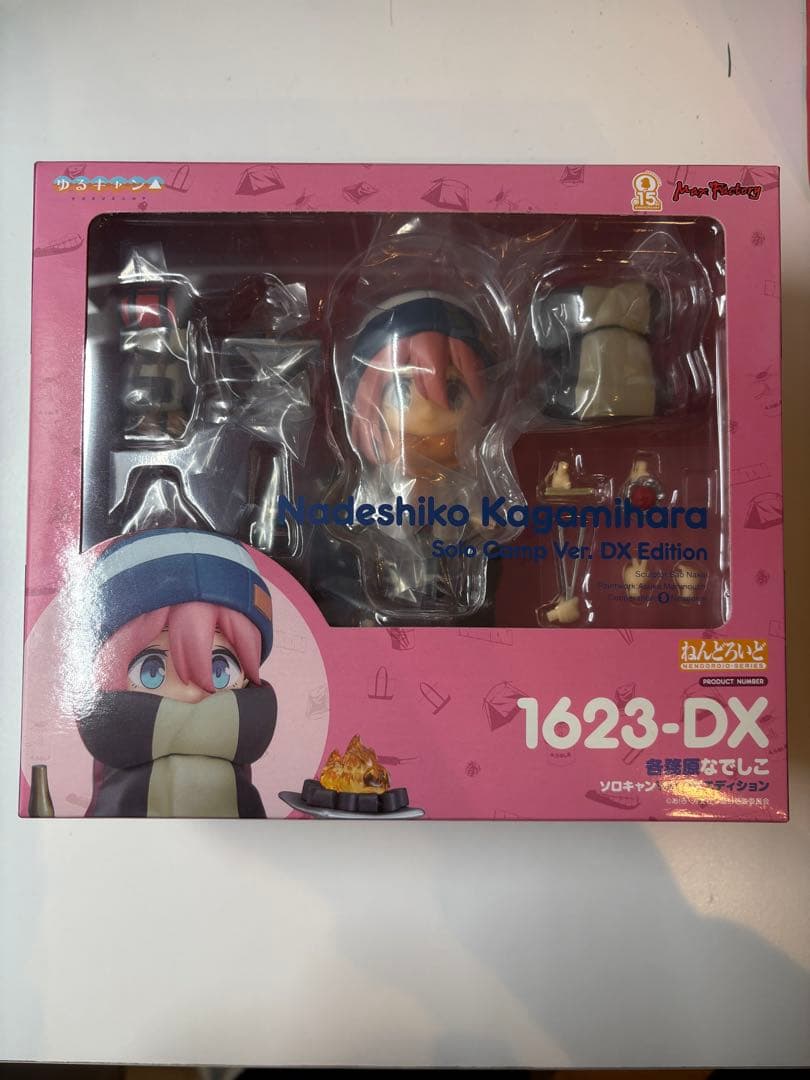 ゆるキャン△
15
Max Factory
Nadeshiko Kagamihara
Solo Camp Ver. DX Edition
ねんどろいど
NENDOROID-SERIES
PRODUCT NUMBER
1623-DX
各務原なでしこ